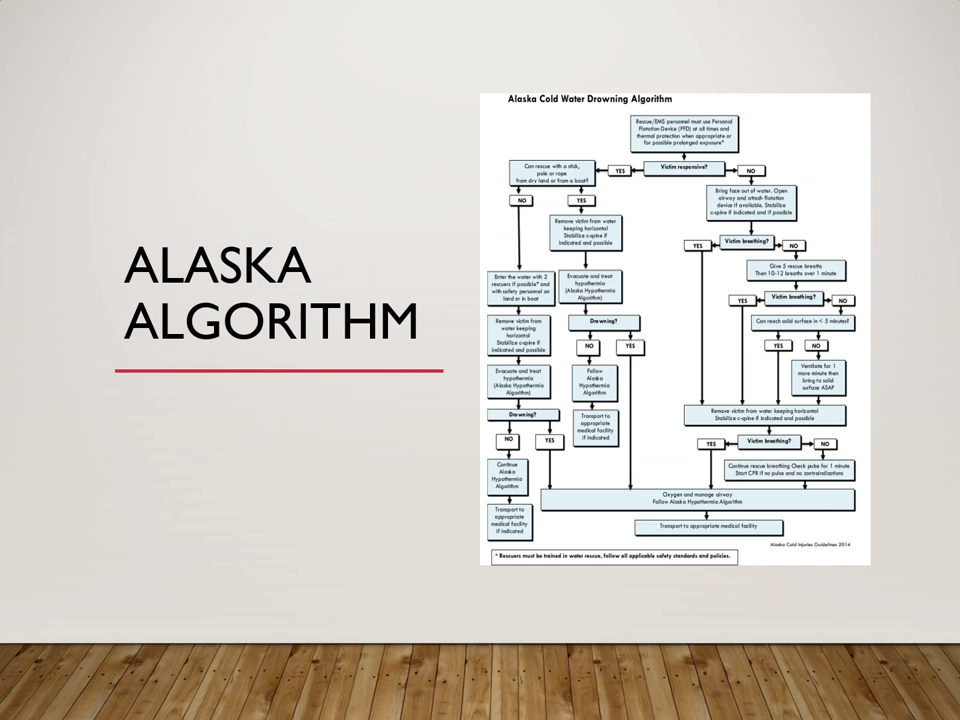 ALASKA
ALGORITHM
Alaska Cold Water Drowning Algorithm
Rescue/EMS personnel must use Personal
Flotation Device (PFD) at all times and
thermal protection when appropriate or
for possible prolonged exposure*
Victim responsive?
YES
NO
Can rescue with a stick,
pole or rope
from dry land or from a boat?
NO
YES
Bring face out of water. Open
airway and attach flotation
device if available. Stabilize
c-spine if indicated and if possible
Remove victim from water
keeping horizontal
Stabilize c-spine if
indicated and possible
Victim breathing?
YES
NO
Give 5 rescue breaths
Then 10-12 breaths over 1 minute
Enter the water with 2
rescuers if possible* and
with safety personnel on
land or in boat
Evacuate and treat
hypothermia
(Alaska Hypothermia
Algorithm)
Victim breathing?
YES
NO
Remove victim from
water keeping
horizontal
Stabilize c-spine if
indicated and possible
Drowning?
NO
YES
Can reach solid surface in < 5 minutes?
YES
NO
Ventilate for 1
more minute then
bring to solid
surface ASAP
Evacuate and treat
hypothermia
(Alaska Hypothermia
Algorithm)
Follow
Alaska
Hypothermia
Algorithm
Drowning?
NO
YES
Transport to
appropriate
medical facility
if indicated
Remove victim from water keeping horizontal
Stabilize c-spine if indicated and possible
Victim breathing?
YES
NO
Continue
Alaska
Hypothermia
Algorithm
Continue rescue breathing Check pulse for 1 minute
Start CPR if no pulse and no contraindications
Oxygen and manage airway
Follow Alaska Hypothermia Algorithm
Transport to
appropriate
medical facility
if indicated
Transport to appropriate medical facility
Alaska Cold Injuries Guidelines 2014
* Rescuers must be trained in water rescue, follow all applicable safety standards and policies.